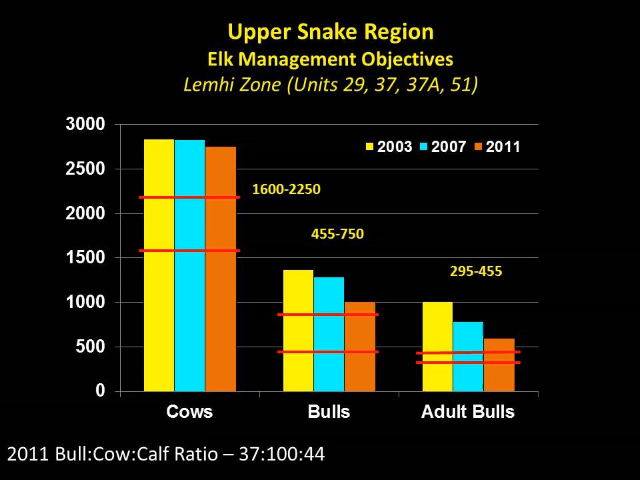 Upper Snake Region
Elk Management Objectives
Lemhi Zone (Units 29, 37, 37A, 51)
3000
2500
2000
1500
1000
500
0
2003 2007 2011
1600-2250
455-750
295-455
Cows Bulls Adult Bulls
2011 Bull:Cow:Calf Ratio – 37:100:44